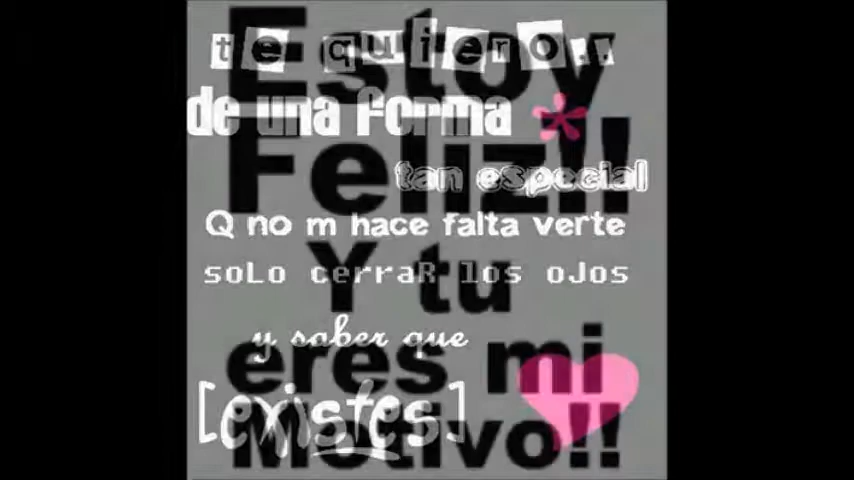 te quiero..
de una forma *
tan especial
Q no m hace falta verte
soLo cerraR los oJos
y saber que
[existes]
Estoy
Feliz!!
Y tu
eres mi
Motivo!!